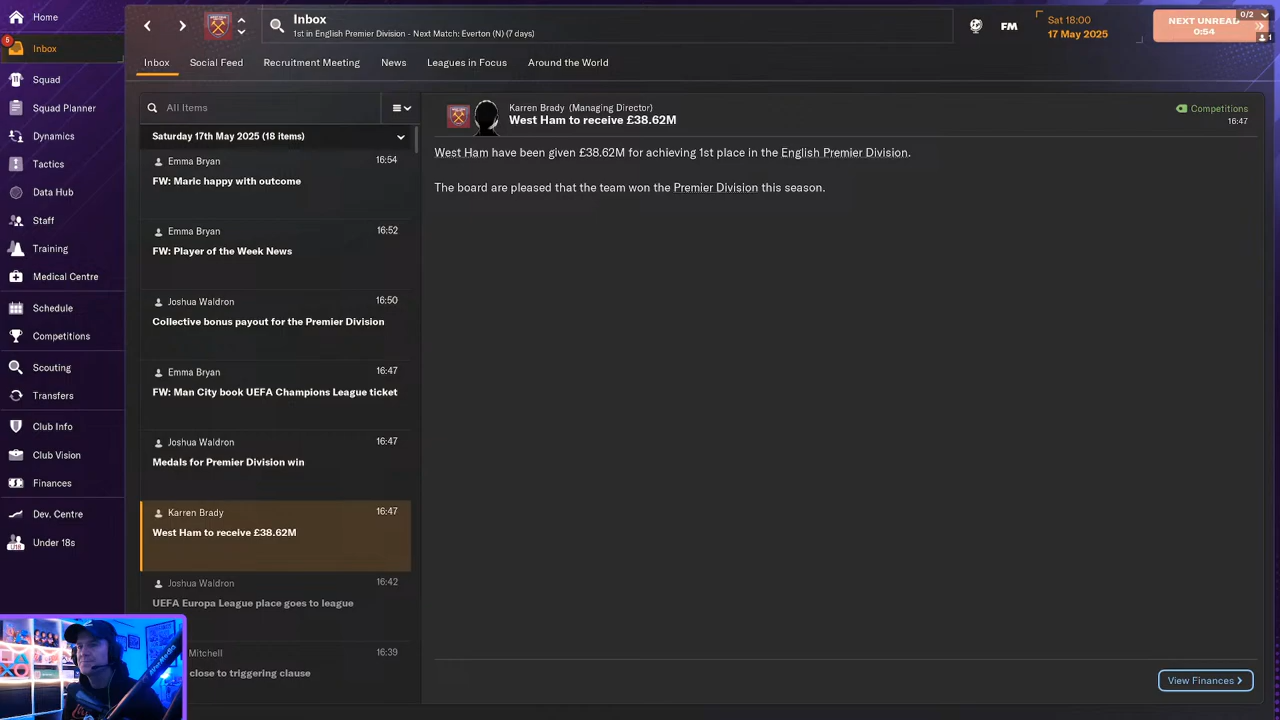 Home
5
Inbox
Squad
Squad Planner
Dynamics
Tactics
Data Hub
Staff
Training
Medical Centre
Schedule
Competitions
Scouting
Transfers
Club Info
Club Vision
Finances
Dev. Centre
U18
Under 18s
Inbox
1st in English Premier Division - Next Match: Everton (N) (7 days)
FM
Sat 18:00
17 May 2025
NEXT UNREAD
0:54
0/2
1
Inbox
Social Feed
Recruitment Meeting
News
Leagues in Focus
Around the World
All Items
Saturday 17th May 2025 (18 items)
Emma Bryan 16:54
FW: Maric happy with outcome
Emma Bryan 16:52
FW: Player of the Week News
Joshua Waldron 16:50
Collective bonus payout for the Premier Division
Emma Bryan 16:47
FW: Man City book UEFA Champions League ticket
Joshua Waldron 16:47
Medals for Premier Division win
Karren Brady 16:47
West Ham to receive £38.62M
Joshua Waldron 16:42
UEFA Europa League place goes to league
Mitchell 16:39
close to triggering clause
Karren Brady (Managing Director)
West Ham to receive £38.62M
Competitions
16:47
West Ham have been given £38.62M for achieving 1st place in the English Premier Division.
The board are pleased that the team won the Premier Division this season.
View Finances
AVerMedia